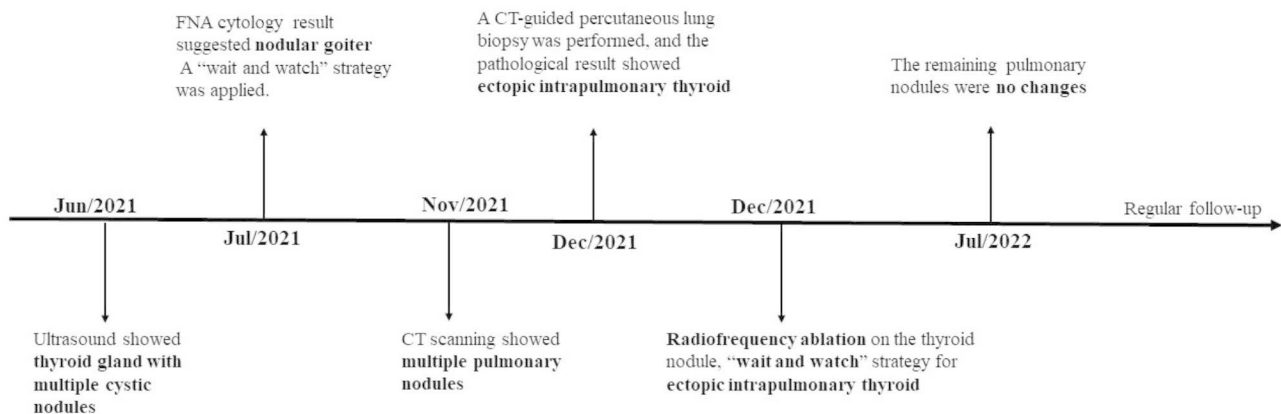 FNA cytology result
suggested nodular goiter
A “wait and watch” strategy
was applied.
A CT-guided percutaneous lung
biopsy was performed, and the
pathological result showed
ectopic intrapulmonary thyroid
The remaining pulmonary
nodules were no changes
Jun/2021
Nov/2021
Dec/2021
Regular follow-up
Jul/2021
Dec/2021
Jul/2022
Ultrasound showed
thyroid gland with
multiple cystic
nodules
CT scanning showed
multiple pulmonary
nodules
Radiofrequency ablation on the thyroid
nodule, “wait and watch” strategy for
ectopic intrapulmonary thyroid